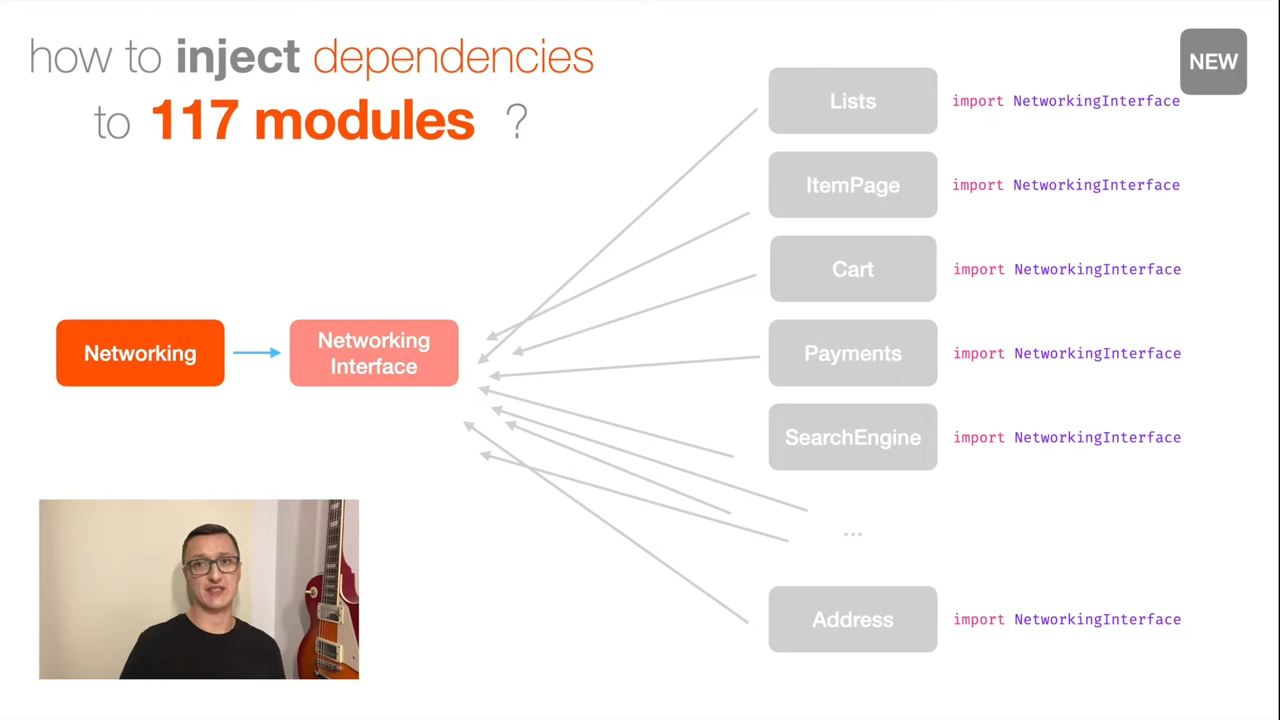 how to inject dependencies
to 117 modules ?
NEW
Lists
import NetworkingInterface
ItemPage
import NetworkingInterface
Cart
import NetworkingInterface
Networking
Networking
Interface
Payments
import NetworkingInterface
SearchEngine
import NetworkingInterface
...
Address
import NetworkingInterface